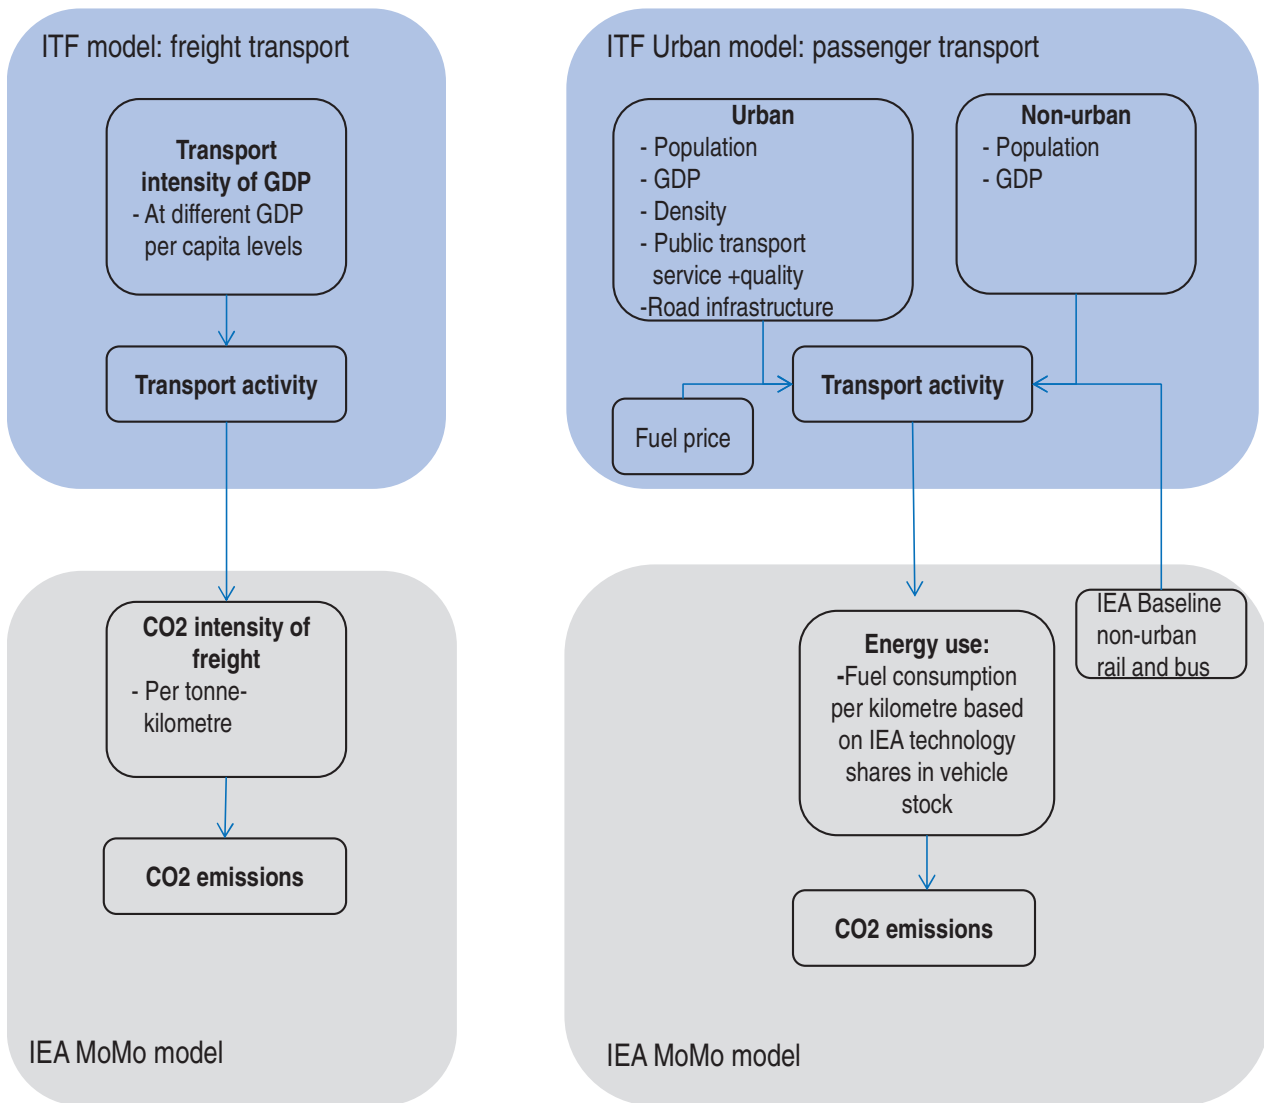 ITF model: freight transport
Transport
intensity of GDP
- At different GDP
per capita levels
Transport activity
CO2 intensity of
freight
- Per tonne-
kilometre
CO2 emissions
IEA MoMo model
ITF Urban model: passenger transport
Urban
- Population
- GDP
- Density
- Public transport
service +quality
-Road infrastructure
Non-urban
- Population
- GDP
Transport activity
Fuel price
IEA Baseline
non-urban
rail and bus
Energy use:
-Fuel consumption
per kilometre based
on IEA technology
shares in vehicle
stock
CO2 emissions
IEA MoMo model